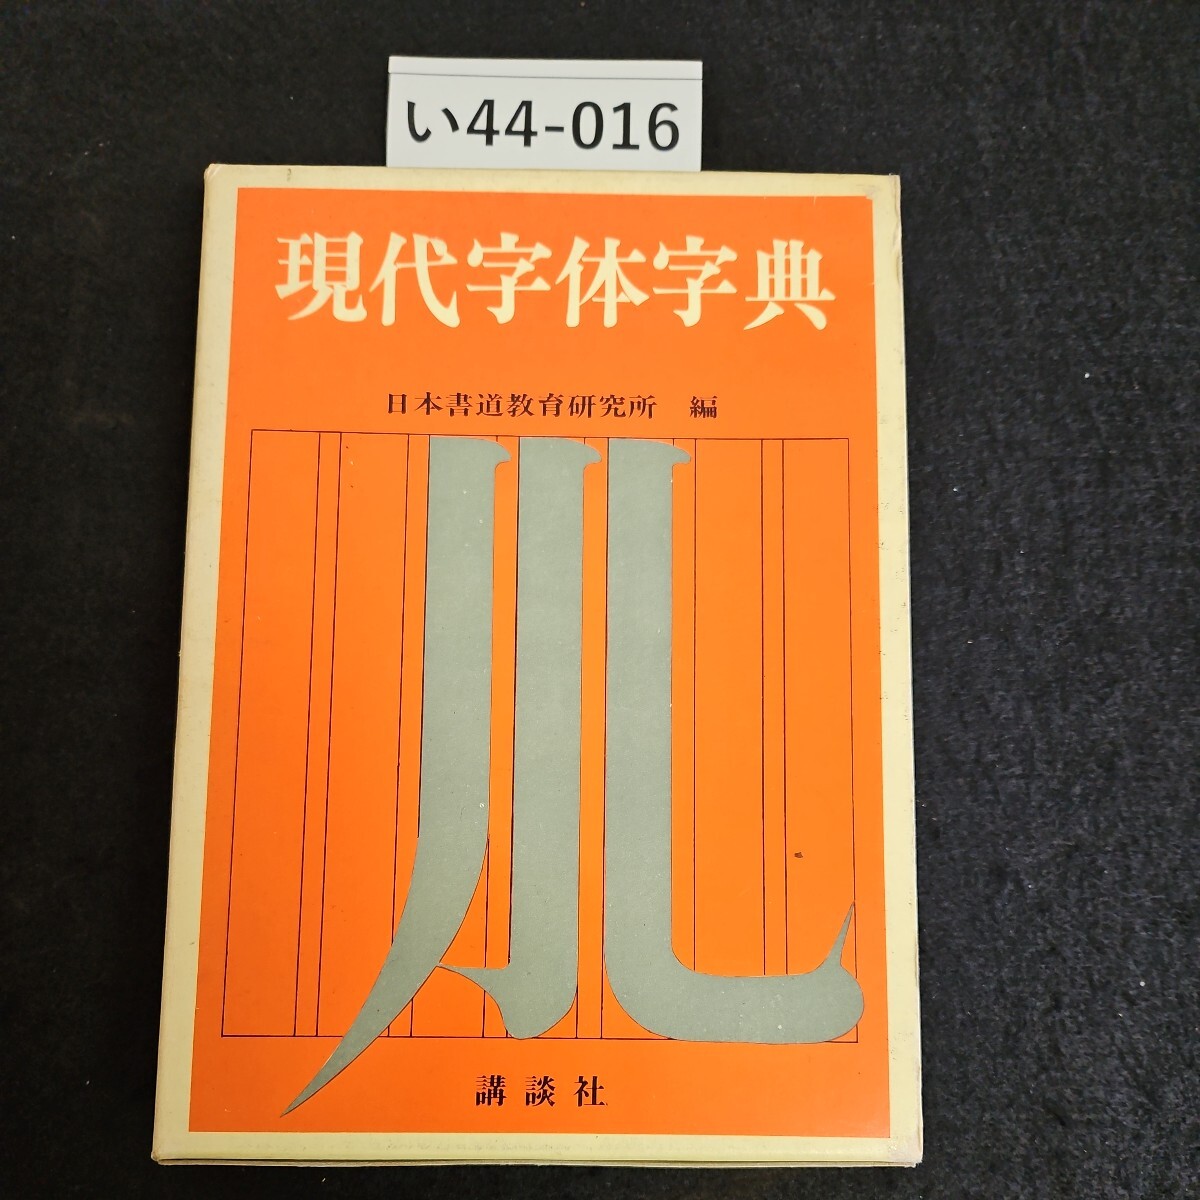 い44-016
現代字体字典
日本書道教育研究所　編
講談社